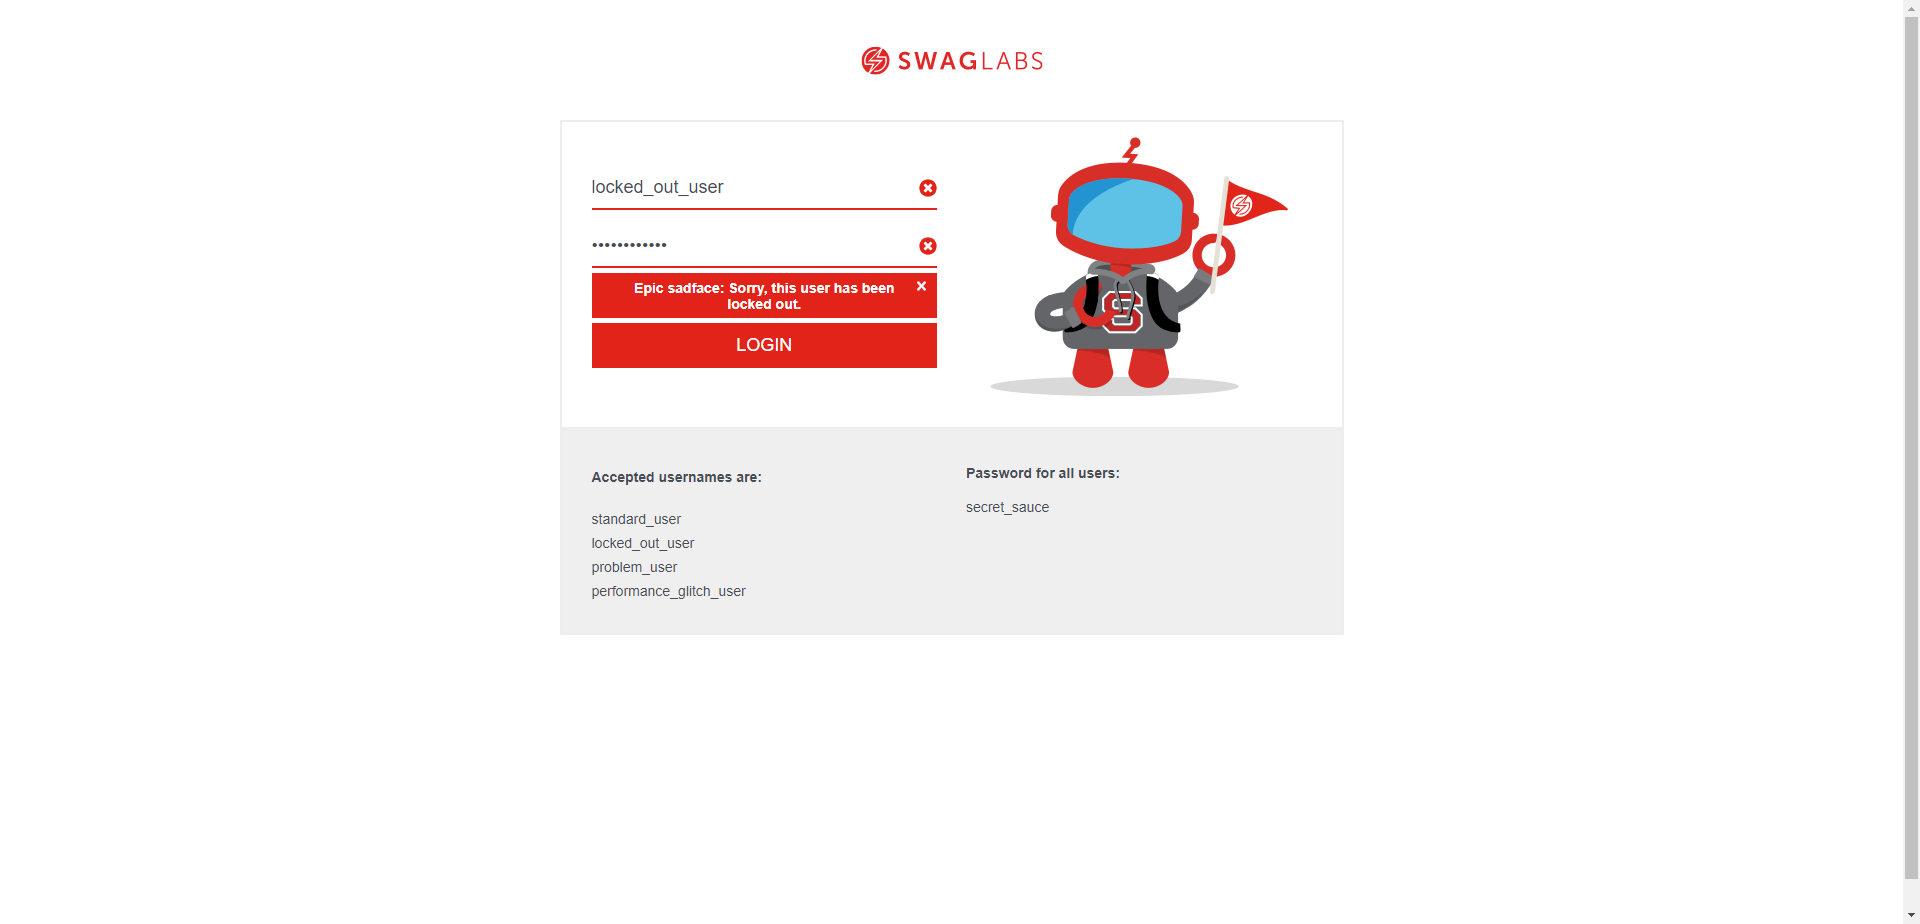 SWAGLABS
locked_out_user
••••••••••••
Epic sadface: Sorry, this user has been
locked out.
LOGIN
Accepted usernames are:
standard_user
locked_out_user
problem_user
performance_glitch_user
Password for all users:
secret_sauce